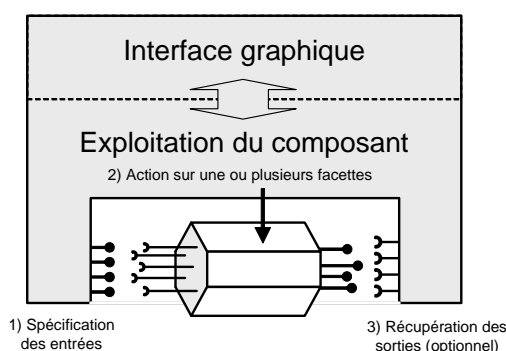 Interface graphique
Exploitation du composant
2) Action sur une ou plusieurs facettes
1) Spécification
des entrées
3) Récupération des
sorties (optionnel)